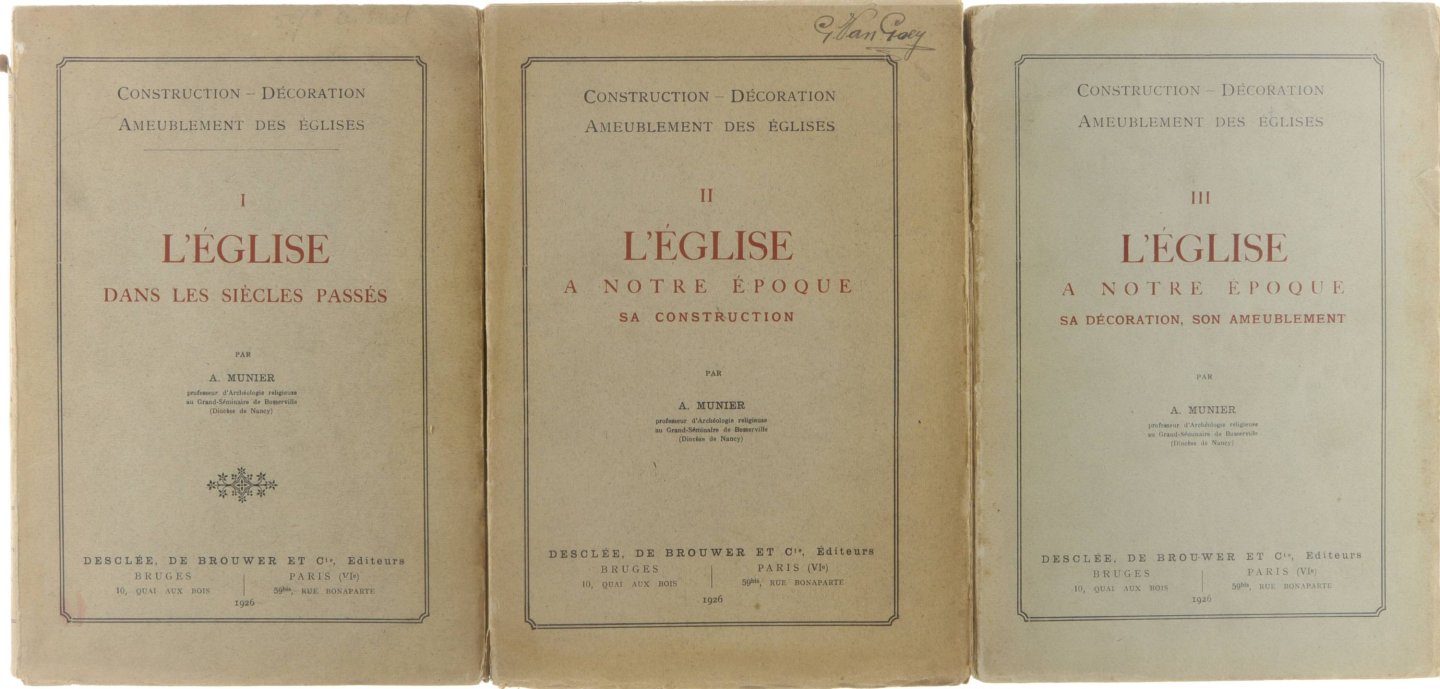 CONSTRUCTION – DÉCORATION
AMEUBLEMENT DES ÉGLISES
I
L'ÉGLISE
DANS LES SIÈCLES PASSÉS
PAR
A. MUNIER
professeur d'Archéologie religieuse
au Grand-Séminaire de Bosserville
(Diocèse de Nancy)
DESCLÉE, DE BROUWER ET Cie, Éditeurs
BRUGES
10, QUAI AUX BOIS
PARIS (VIe)
59bis, RUE BONAPARTE
1926
G. Van
CONSTRUCTION – DÉCORATION
AMEUBLEMENT DES ÉGLISES
II
L'ÉGLISE
A NOTRE ÉPOQUE
SA CONSTRUCTION
PAR
A. MUNIER
professeur d'Archéologie religieuse
au Grand-Séminaire de Bosserville
(Diocèse de Nancy)
DESCLÉE, DE BROUWER ET Cie, Éditeurs
BRUGES
10, QUAI AUX BOIS
PARIS (VIe)
59bis, RUE BONAPARTE
1926
CONSTRUCTION – DÉCORATION
AMEUBLEMENT DES ÉGLISES
III
L'ÉGLISE
A NOTRE ÉPOQUE
SA DÉCORATION, SON AMEUBLEMENT
PAR
A. MUNIER
professeur d'Archéologie religieuse
au Grand-Séminaire de Bosserville
(Diocèse de Nancy)
DESCLÉE, DE BROUWER ET Cie, Éditeurs
BRUGES
10, QUAI AUX BOIS
PARIS (VIe)
59bis, RUE BONAPARTE
1926